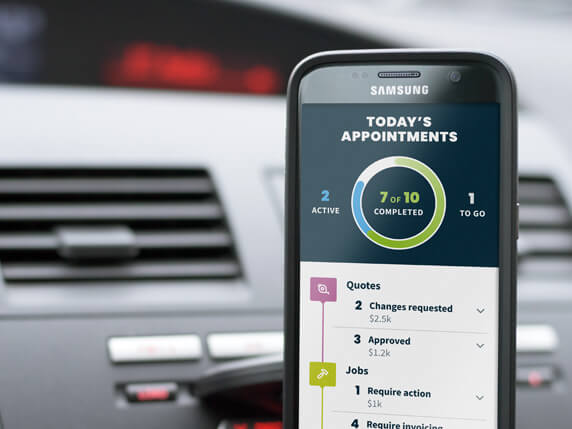 SAMSUNG
TODAY'S
APPOINTMENTS
2
ACTIVE
7 OF 10
COMPLETED
1
TO GO
Quotes
2 Changes requested
$2.5k
3 Approved
$1.2k
Jobs
1 Require action
$1k
4 Require invoicing